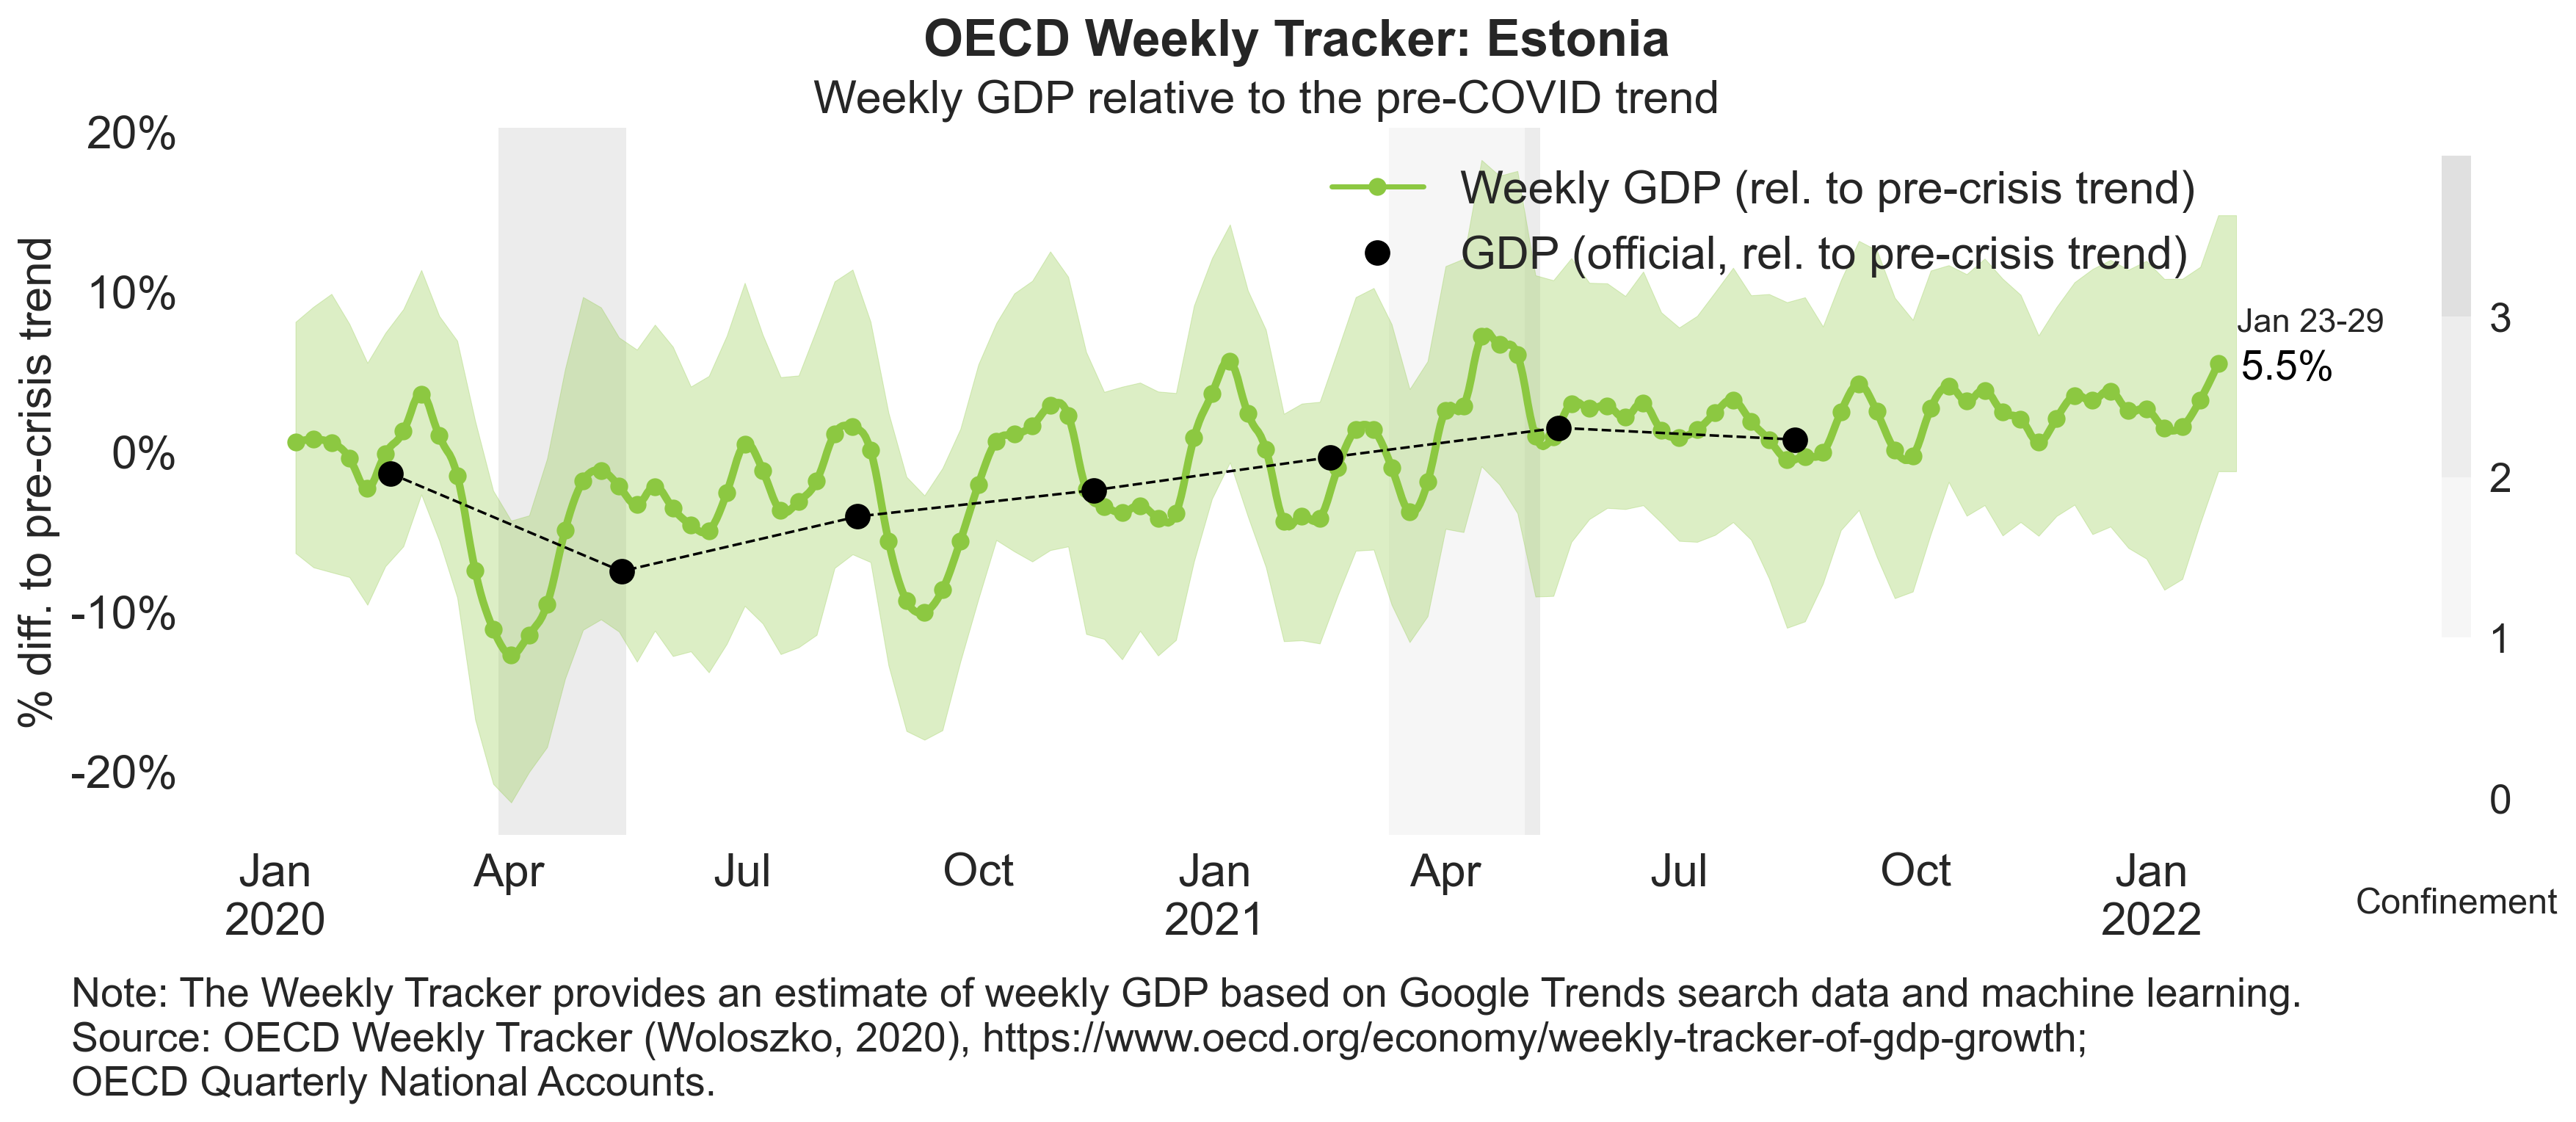 OECD Weekly Tracker: Estonia
Weekly GDP relative to the pre-COVID trend
% diff. to pre-crisis trend
20%
10%
0%
-10%
-20%
Weekly GDP (rel. to pre-crisis trend)
GDP (official, rel. to pre-crisis trend)
Jan 23-29
5.5%
3
2
1
0
Confinement
Jan
2020
Apr
Jul
Oct
Jan
2021
Apr
Jul
Oct
Jan
2022
Note: The Weekly Tracker provides an estimate of weekly GDP based on Google Trends search data and machine learning.
Source: OECD Weekly Tracker (Woloszko, 2020), https://www.oecd.org/economy/weekly-tracker-of-gdp-growth;
OECD Quarterly National Accounts.